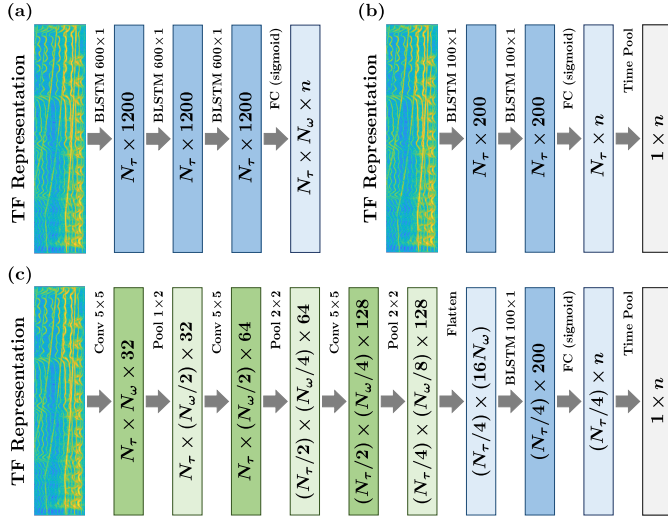 (a)
TF Representation
BLSTM 600×1
N_τ × 1200
BLSTM 600×1
N_τ × 1200
BLSTM 600×1
N_τ × 1200
FC (sigmoid)
N_τ × N_ω × n
(b)
TF Representation
BLSTM 100×1
N_τ × 200
BLSTM 100×1
N_τ × 200
FC (sigmoid)
N_τ × n
Time Pool
1 × n
(c)
TF Representation
Conv 5×5
N_τ × N_ω × 32
Pool 1×2
N_τ × (N_ω/2) × 32
Conv 5×5
N_τ × (N_ω/2) × 64
Pool 2×2
(N_τ/2) × (N_ω/4) × 64
Conv 5×5
(N_τ/2) × (N_ω/4) × 128
Pool 2×2
(N_τ/4) × (N_ω/8) × 128
Flatten
(N_τ/4) × (16N_ω)
BLSTM 100×1
(N_τ/4) × 200
FC (sigmoid)
(N_τ/4) × n
Time Pool
1 × n